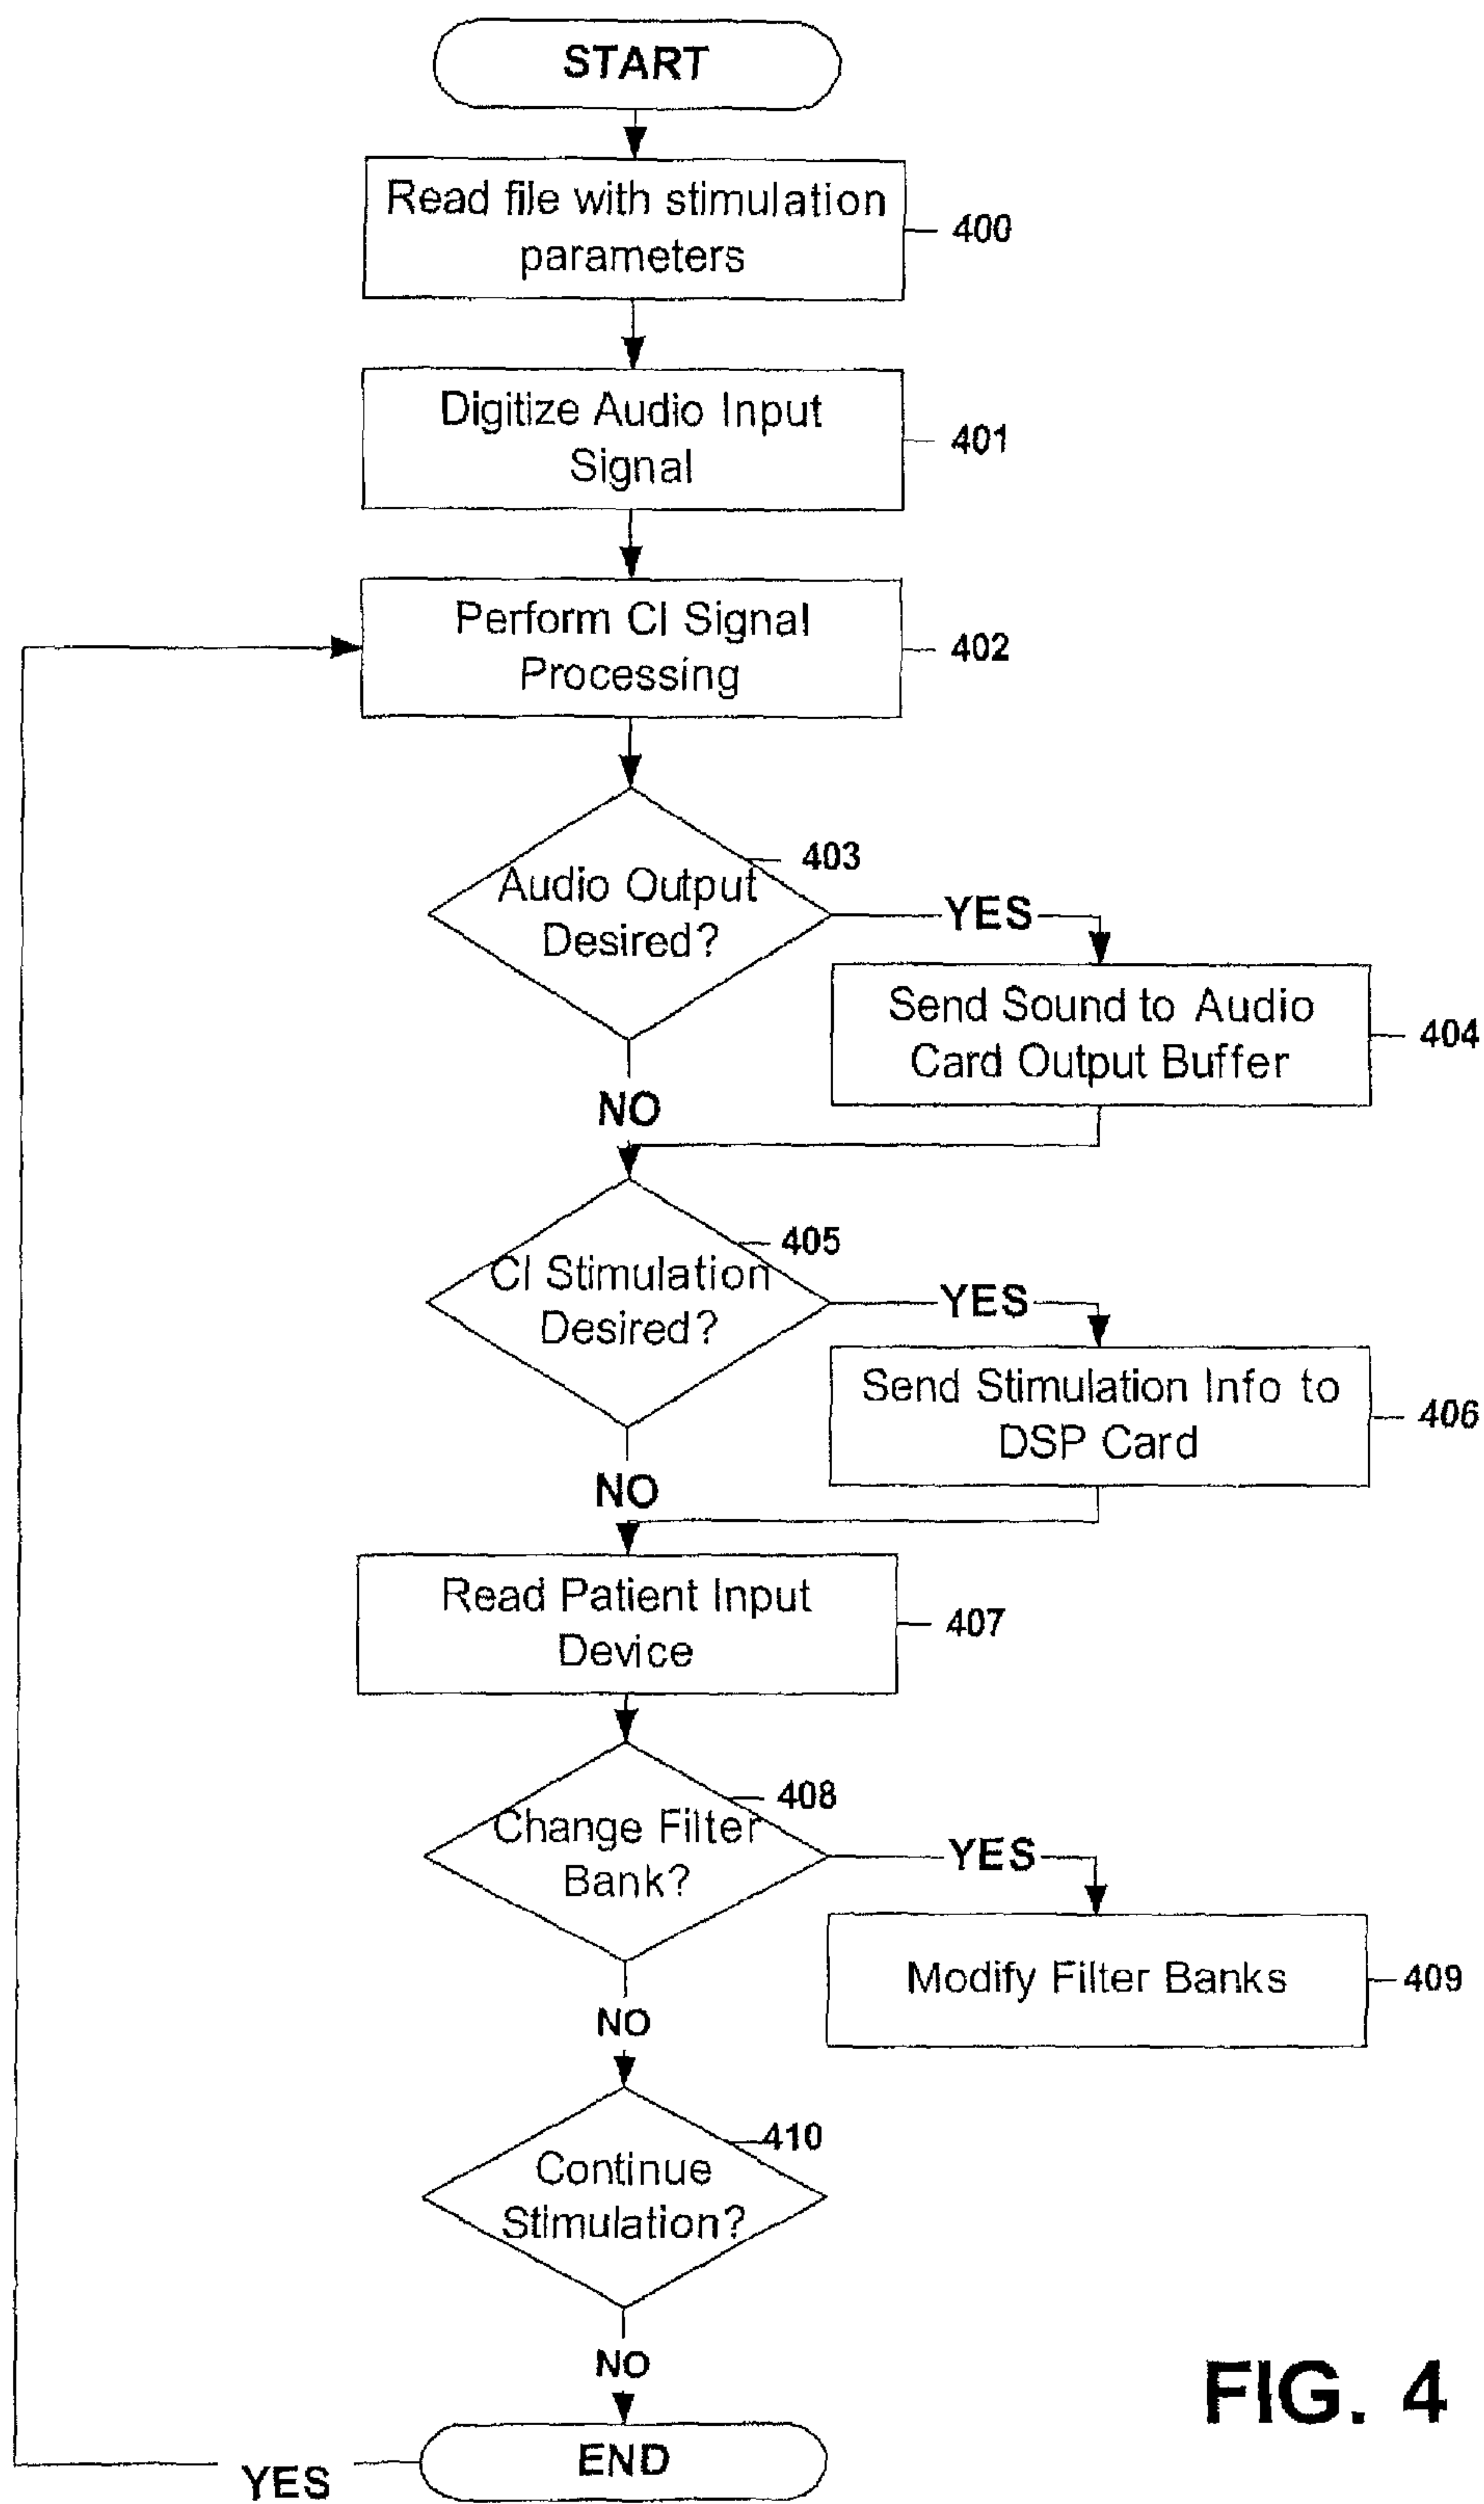 START
Read file with stimulation
parameters
400
Digitize Audio Input
Signal
401
Perform CI Signal
Processing
402
403
Audio Output
Desired?
YES
Send Sound to Audio
Card Output Buffer
404
NO
405
CI Stimulation
Desired?
YES
Send Stimulation Info to
DSP Card
406
NO
Read Patient Input
Device
407
408
Change Filter
Bank?
YES
Modify Filter Banks
409
NO
410
Continue
Stimulation?
NO
END
YES
FIG. 4